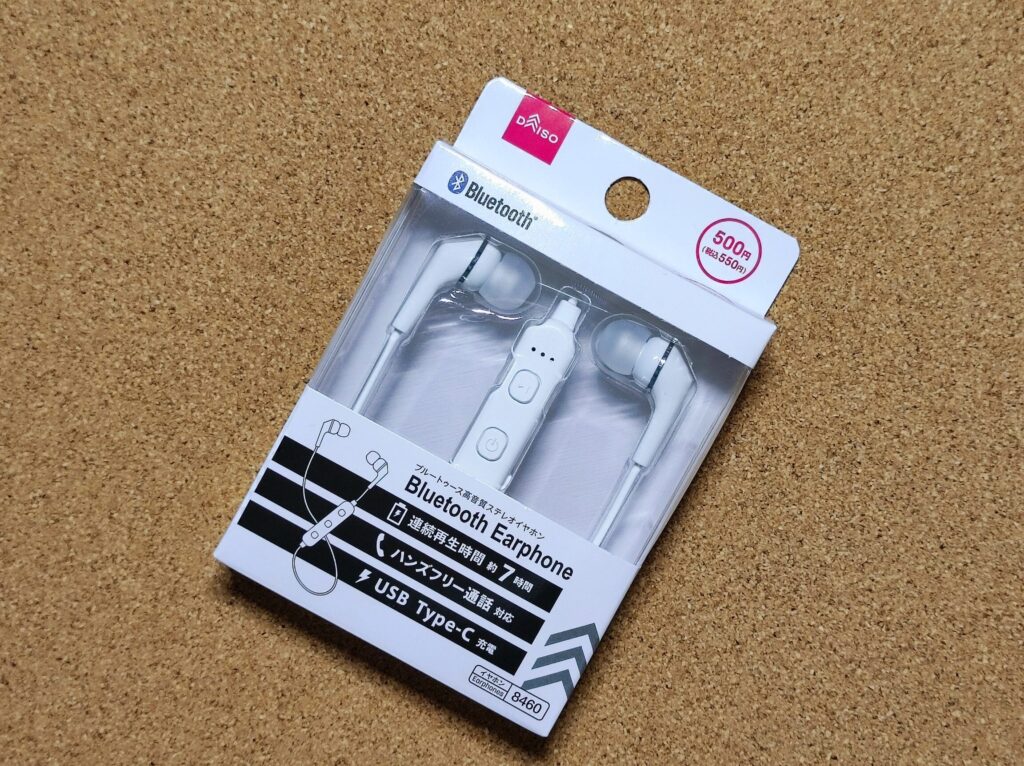 DAISO
Bluetooth®
500円
(税込550円)
ブルートゥース高音質ステレオイヤホン
Bluetooth Earphone
連続再生時間 約7時間
ハンズフリー通話 対応
USB Type-C 充電
イヤホン
Earphones
8460